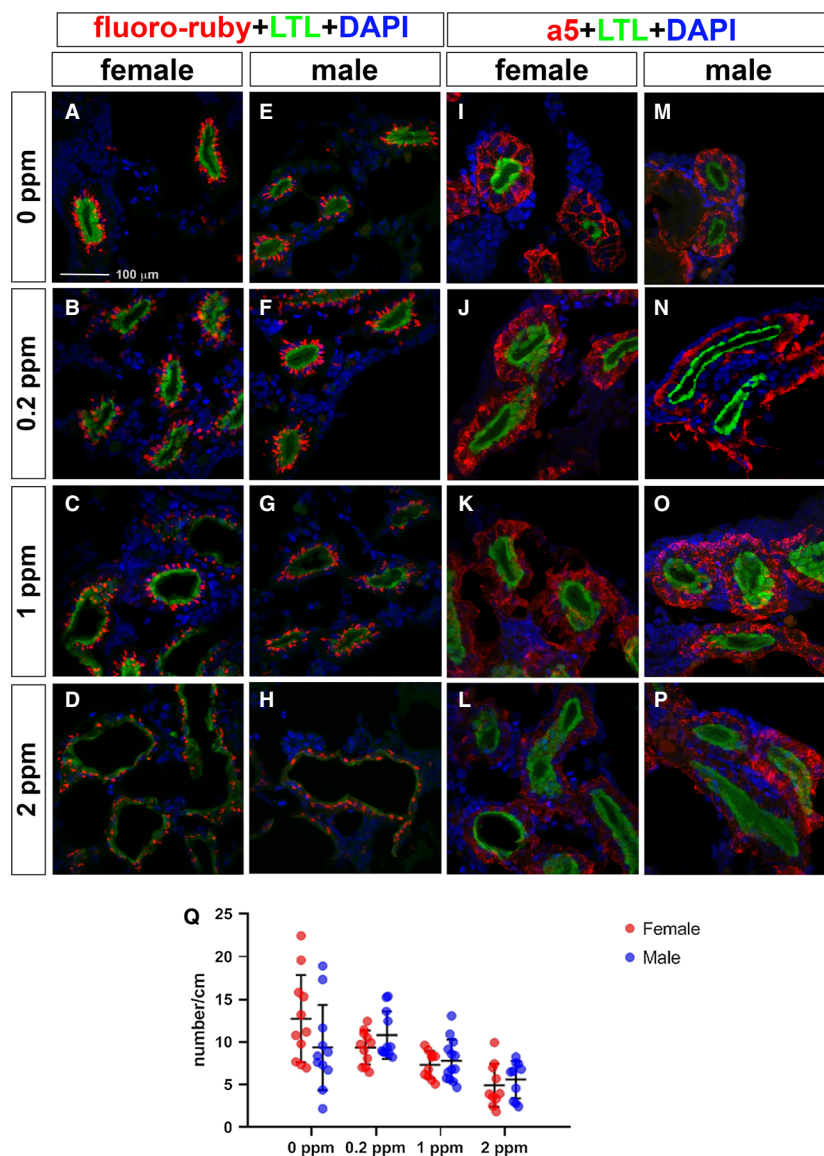 fluoro-ruby+LTL+DAPI a5+LTL+DAPI
female male female male
0 ppm
A E I M
100 μm
0.2 ppm
B F J N
1 ppm
C G K O
2 ppm
D H L P
Q
number/cm
25
20
15
10
5
0
0 ppm 0.2 ppm 1 ppm 2 ppm
Female
Male